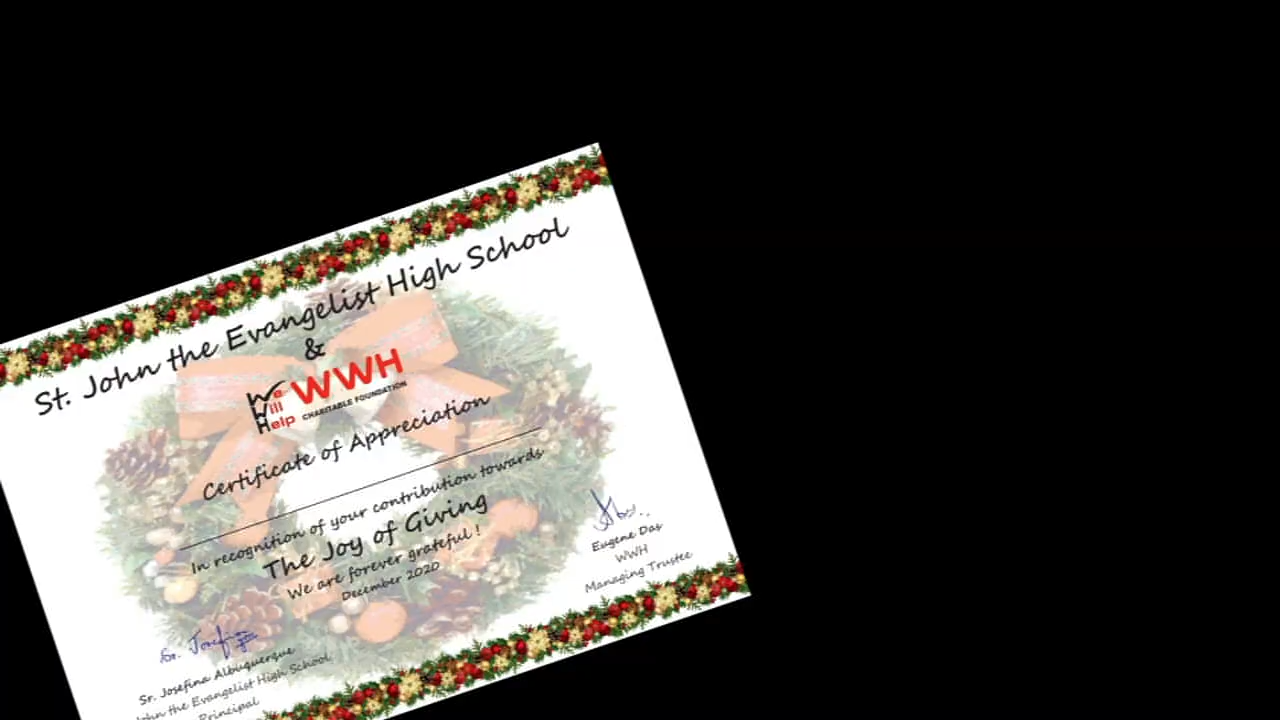 St. John the Evangelist High School
&
We Will Help WWH
CHARITABLE FOUNDATION
Certificate of Appreciation
In recognition of your contribution towards
The Joy of Giving
We are forever grateful !
December 2020
Eugene Das
WWH
Managing Trustee
Sr. Josefina
Sr. Josefina Albuquerque
John the Evangelist High School
Principal